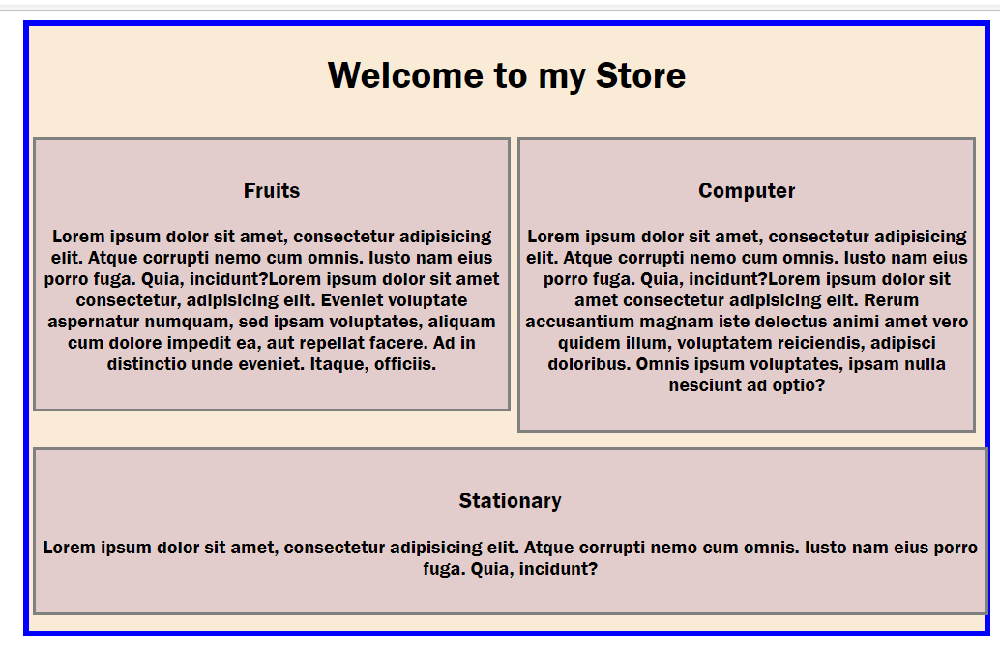 Welcome to my Store
Fruits
Lorem ipsum dolor sit amet, consectetur adipisicing
elit. Atque corrupti nemo cum omnis. Iusto nam eius
porro fuga. Quia, incidunt?Lorem ipsum dolor sit amet
consectetur, adipisicing elit. Eveniet voluptate
aspernatur numquam, sed ipsam voluptates, aliquam
cum dolore impedit ea, aut repellat facere. Ad in
distinctio unde eveniet. Itaque, officiis.
Computer
Lorem ipsum dolor sit amet, consectetur adipisicing
elit. Atque corrupti nemo cum omnis. Iusto nam eius
porro fuga. Quia, incidunt?Lorem ipsum dolor sit
amet consectetur adipisicing elit. Rerum
accusantium magnam iste delectus animi amet vero
quidem illum, voluptatem reiciendis, adipisci
doloribus. Omnis ipsum voluptates, ipsam nulla
nesciunt ad optio?
Stationary
Lorem ipsum dolor sit amet, consectetur adipisicing elit. Atque corrupti nemo cum omnis. Iusto nam eius porro
fuga. Quia, incidunt?